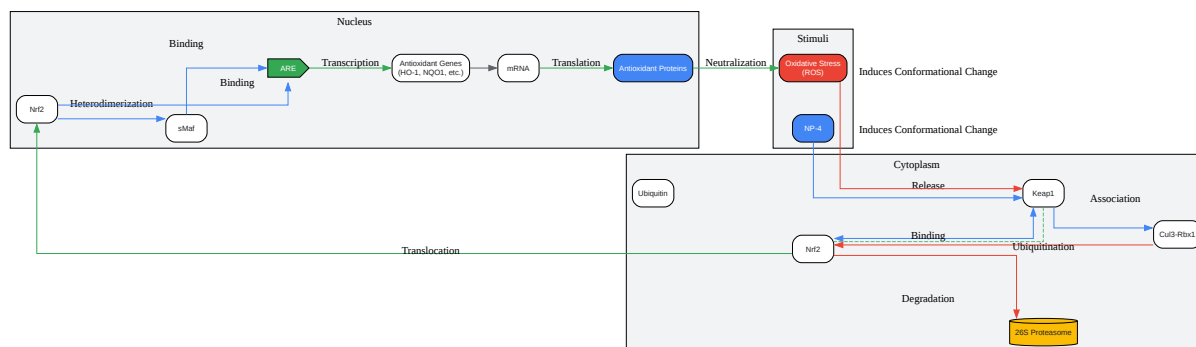 Nucleus
Stimuli
Binding
ARE
Transcription
Antioxidant Genes
(HO-1, NQO1, etc.)
mRNA
Translation
Antioxidant Proteins
Neutralization
Oxidative Stress
(ROS)
Induces Conformational Change
Binding
Nrf2
Heterodimerization
sMaf
NP-4
Induces Conformational Change
Cytoplasm
Ubiquitin
Release
Keap1
Association
Cul3-Rbx1
Binding
Ubiquitination
Nrf2
Translocation
Degradation
26S Proteasome